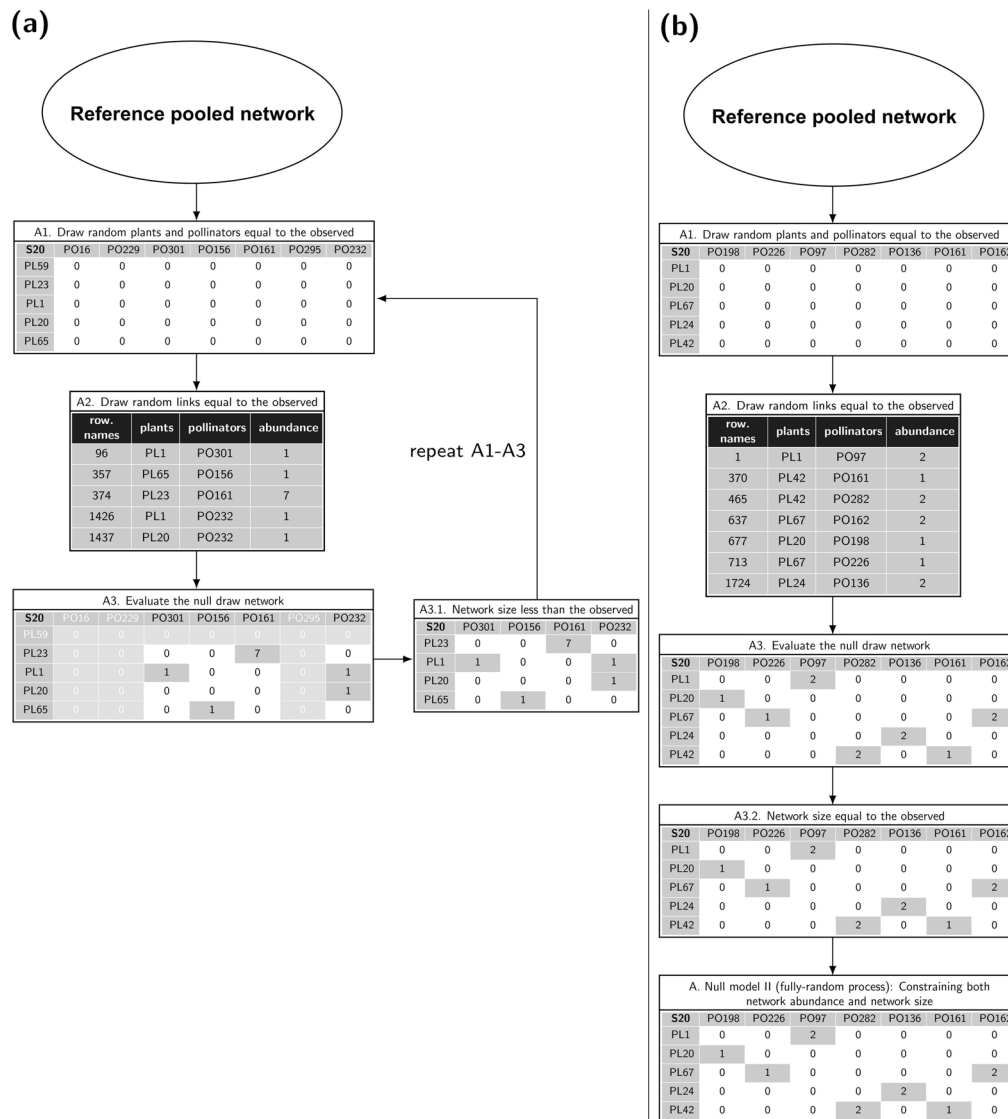 (a)
Reference pooled network
A1. Draw random plants and pollinators equal to the observed
S20 PO16 PO229 PO301 PO156 PO161 PO295 PO232
PL59 0 0 0 0 0 0 0
PL23 0 0 0 0 0 0 0
PL1 0 0 0 0 0 0 0
PL20 0 0 0 0 0 0 0
PL65 0 0 0 0 0 0 0
A2. Draw random links equal to the observed
row. names plants pollinators abundance
96 PL1 PO301 1
357 PL65 PO156 1
374 PL23 PO161 7
1426 PL1 PO232 1
1437 PL20 PO232 1
repeat A1-A3
A3. Evaluate the null draw network
S20 PO16 PO229 PO301 PO156 PO161 PO295 PO232
PL59 0 0 0 0 0 0 0
PL23 0 0 0 0 7 0 0
PL1 0 0 1 0 0 0 1
PL20 0 0 0 0 0 0 1
PL65 0 0 0 1 0 0 0
A3.1. Network size less than the observed
S20 PO301 PO156 PO161 PO232
PL23 0 0 7 0
PL1 1 0 0 1
PL20 0 0 0 1
PL65 0 1 0 0
(b)
Reference pooled network
A1. Draw random plants and pollinators equal to the observed
S20 PO198 PO226 PO97 PO282 PO136 PO161 PO162
PL1 0 0 0 0 0 0 0
PL20 0 0 0 0 0 0 0
PL67 0 0 0 0 0 0 0
PL24 0 0 0 0 0 0 0
PL42 0 0 0 0 0 0 0
A2. Draw random links equal to the observed
row. names plants pollinators abundance
1 PL1 PO97 2
370 PL42 PO161 1
465 PL42 PO282 2
637 PL67 PO162 2
677 PL20 PO198 1
713 PL67 PO226 1
1724 PL24 PO136 2
A3. Evaluate the null draw network
S20 PO198 PO226 PO97 PO282 PO136 PO161 PO162
PL1 0 0 2 0 0 0 0
PL20 1 0 0 0 0 0 0
PL67 0 1 0 0 0 0 2
PL24 0 0 0 0 2 0 0
PL42 0 0 0 2 0 1 0
A3.2. Network size equal to the observed
S20 PO198 PO226 PO97 PO282 PO136 PO161 PO162
PL1 0 0 2 0 0 0 0
PL20 1 0 0 0 0 0 0
PL67 0 1 0 0 0 0 2
PL24 0 0 0 0 2 0 0
PL42 0 0 0 2 0 1 0
A. Null model II (fully-random process): Constraining both
network abundance and network size
S20 PO198 PO226 PO97 PO282 PO136 PO161 PO162
PL1 0 0 2 0 0 0 0
PL20 1 0 0 0 0 0 0
PL67 0 1 0 0 0 0 2
PL24 0 0 0 0 2 0 0
PL42 0 0 0 2 0 1 0